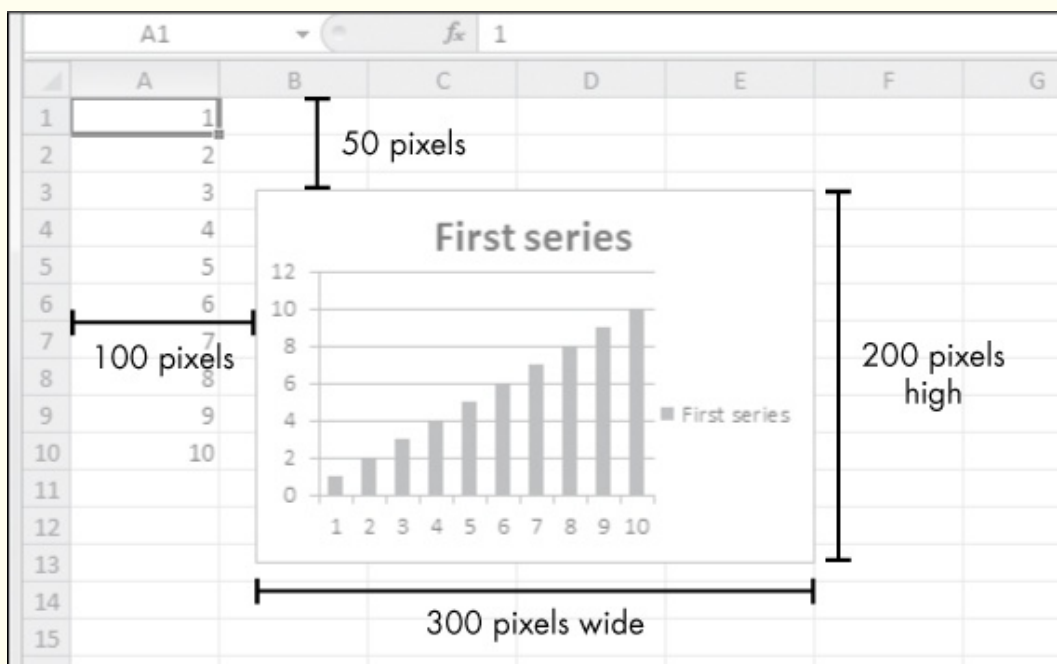 A1 fx 1
A B C D E F G
1 1
50 pixels
2 2
3 3
First series
4 4
5 5
12
6 6
10
7 7
100 pixels
8
8 8
200 pixels
high
6
9 9
4
First series
10 10
2
11
0
12
1 2 3 4 5 6 7 8 9 10
13
14
300 pixels wide
15